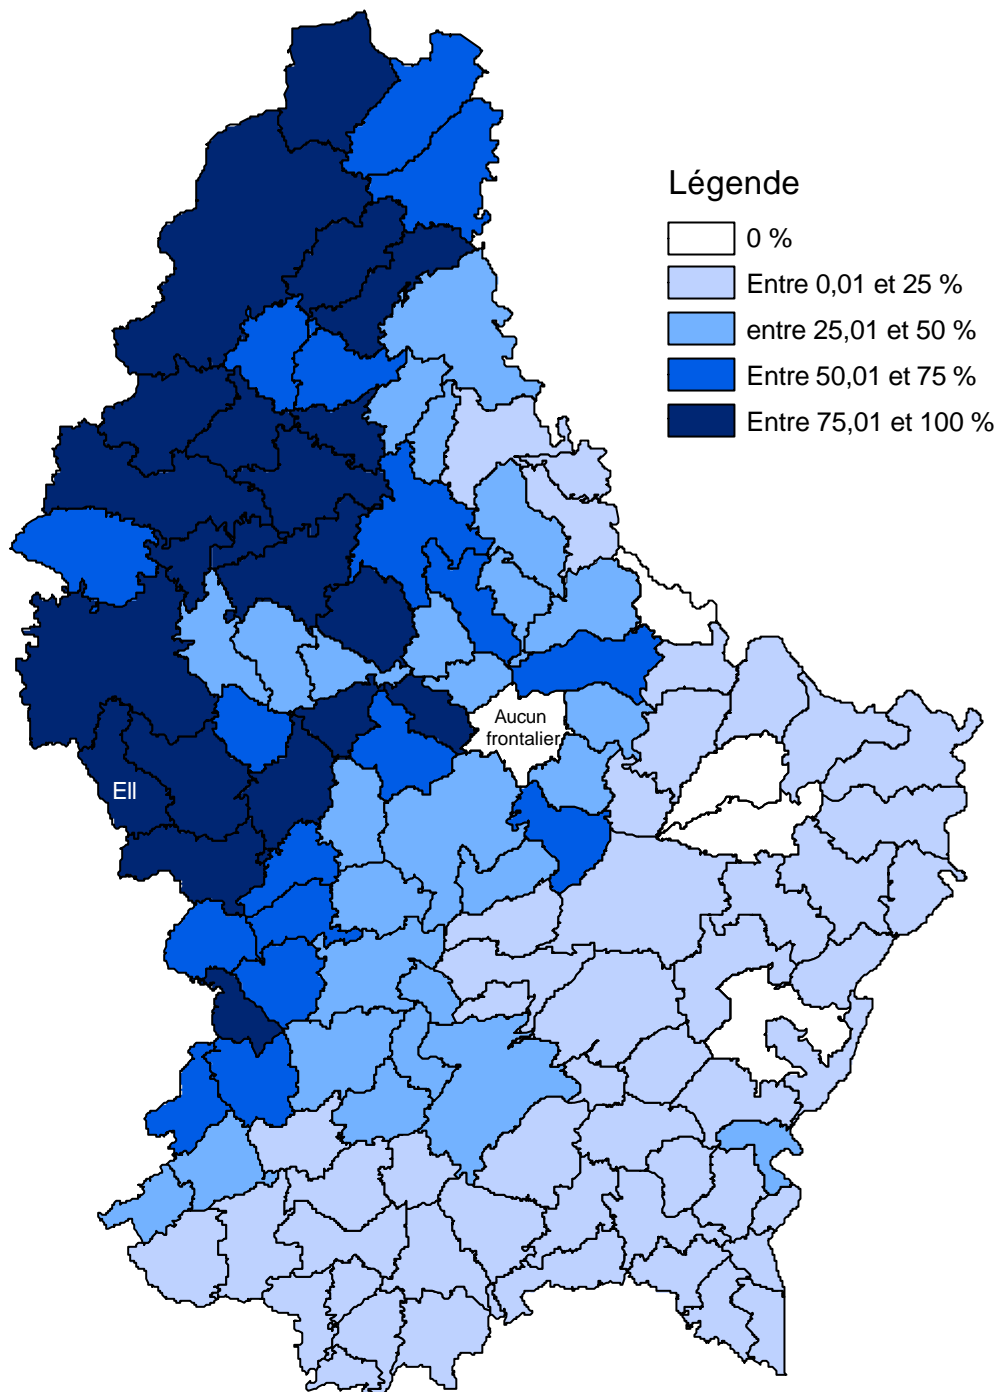 Légende
0 %
Entre 0,01 et 25 %
entre 25,01 et 50 %
Entre 50,01 et 75 %
Entre 75,01 et 100 %
Aucun
frontalier
Ell